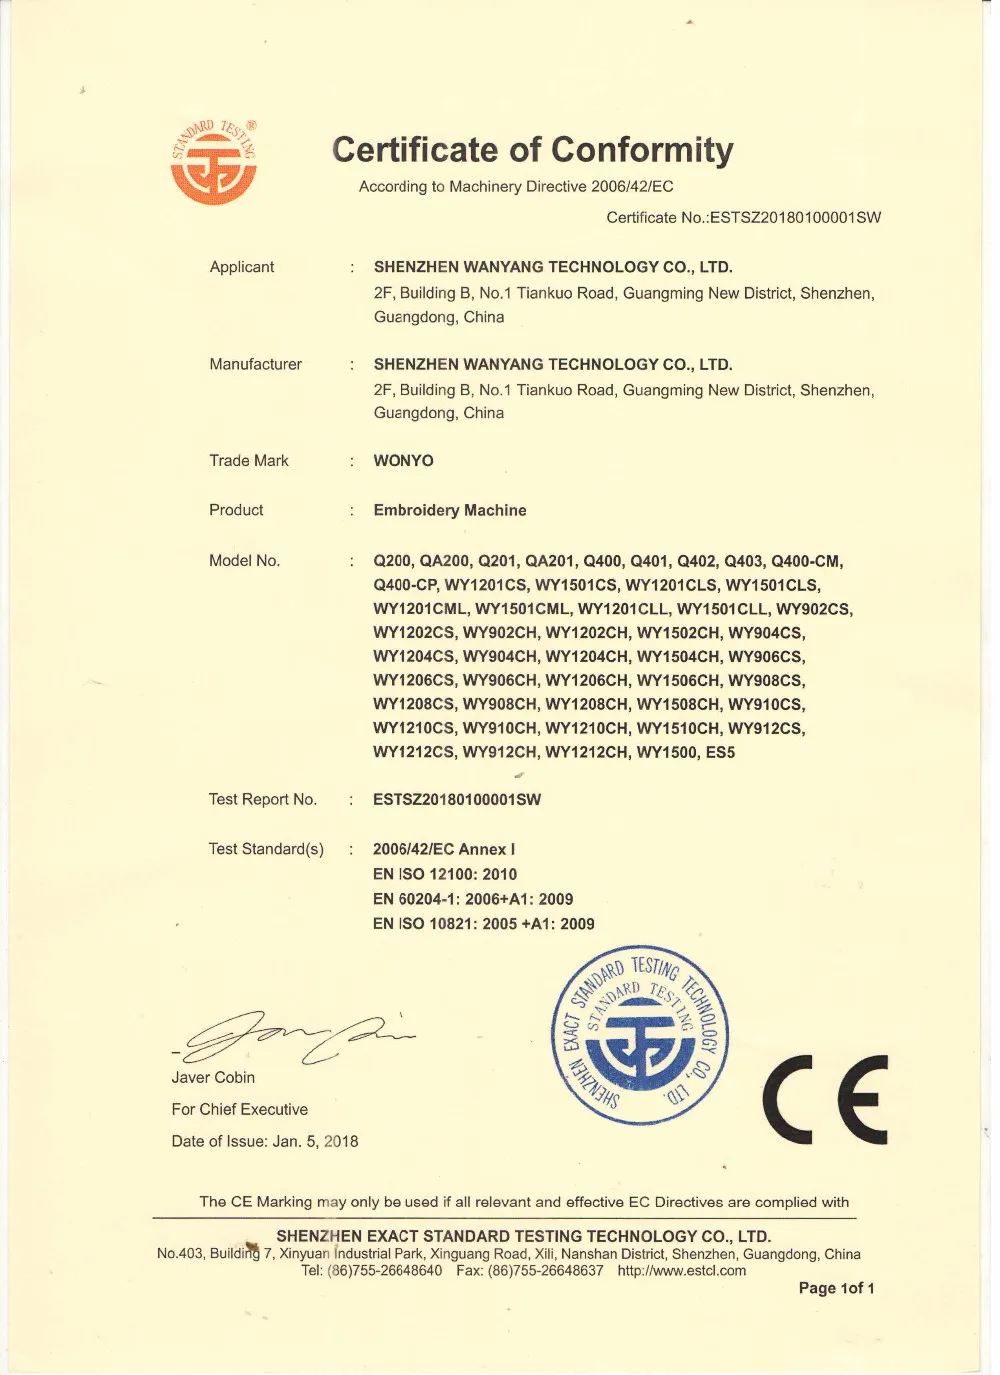 STANDARD TESTING®
Certificate of Conformity
According to Machinery Directive 2006/42/EC
Certificate No.:ESTSZ20180100001SW
Applicant : SHENZHEN WANYANG TECHNOLOGY CO., LTD.
2F, Building B, No.1 Tiankuo Road, Guangming New District, Shenzhen,
Guangdong, China
Manufacturer : SHENZHEN WANYANG TECHNOLOGY CO., LTD.
2F, Building B, No.1 Tiankuo Road, Guangming New District, Shenzhen,
Guangdong, China
Trade Mark : WONYO
Product : Embroidery Machine
Model No. : Q200, QA200, Q201, QA201, Q400, Q401, Q402, Q403, Q400-CM,
Q400-CP, WY1201CS, WY1501CS, WY1201CLS, WY1501CLS,
WY1201CML, WY1501CML, WY1201CLL, WY1501CLL, WY902CS,
WY1202CS, WY902CH, WY1202CH, WY1502CH, WY904CS,
WY1204CS, WY904CH, WY1204CH, WY1504CH, WY906CS,
WY1206CS, WY906CH, WY1206CH, WY1506CH, WY908CS,
WY1208CS, WY908CH, WY1208CH, WY1508CH, WY910CS,
WY1210CS, WY910CH, WY1210CH, WY1510CH, WY912CS,
WY1212CS, WY912CH, WY1212CH, WY1500, ES5
Test Report No. : ESTSZ20180100001SW
Test Standard(s) : 2006/42/EC Annex I
EN ISO 12100: 2010
EN 60204-1: 2006+A1: 2009
EN ISO 10821: 2005 +A1: 2009
SHENZHEN EXACT STANDARD TESTING TECHNOLOGY CO., LTD.
STANDARD TESTING
CE
Javer Cobin
For Chief Executive
Date of Issue: Jan. 5, 2018
The CE Marking may only be used if all relevant and effective EC Directives are complied with
SHENZHEN EXACT STANDARD TESTING TECHNOLOGY CO., LTD.
No.403, Building 7, Xinyuan Industrial Park, Xinguang Road, Xili, Nanshan District, Shenzhen, Guangdong, China
Tel: (86)755-26648640 Fax: (86)755-26648637 http://www.estcl.com
Page 1of 1